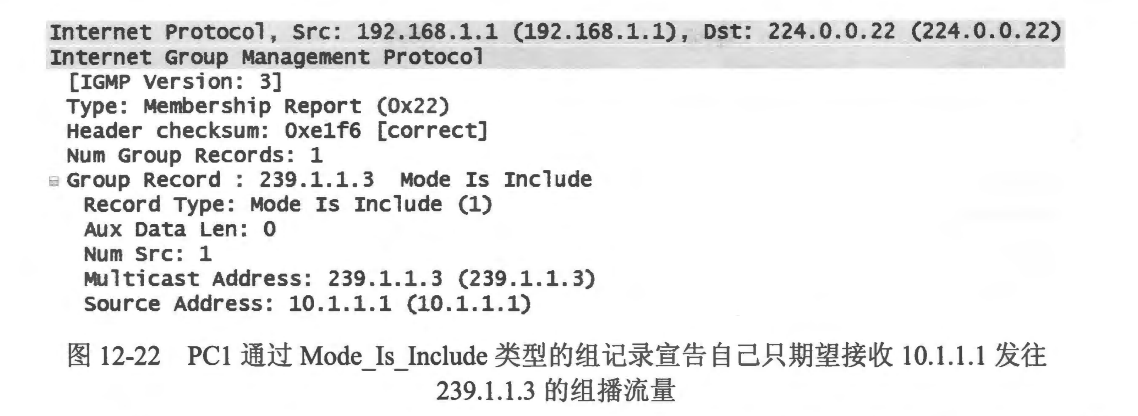 Internet Protocol, Src: 192.168.1.1 (192.168.1.1), Dst: 224.0.0.22 (224.0.0.22)
Internet Group Management Protocol
[IGMP Version: 3]
Type: Membership Report (0x22)
Header checksum: 0xe1f6 [correct]
Num Group Records: 1
Group Record : 239.1.1.3 Mode Is Include
Record Type: Mode Is Include (1)
Aux Data Len: 0
Num Src: 1
Multicast Address: 239.1.1.3 (239.1.1.3)
Source Address: 10.1.1.1 (10.1.1.1)
图 12-22 PC1 通过 Mode_Is_Include 类型的组记录宣告自己只期望接收 10.1.1.1 发往
239.1.1.3 的组播流量